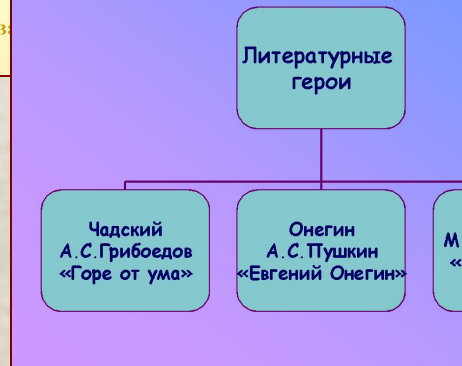 Литературные
герои
Чадский
А.С.Грибоедов
«Горе от ума»
Онегин
А.С.Пушкин
«Евгений Онегин»
М
«